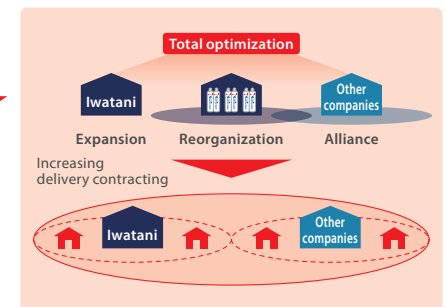 Total optimization
Iwatani
Other
companies
Expansion
Reorganization
Alliance
Increasing
delivery contracting
Iwatani
Other
companies